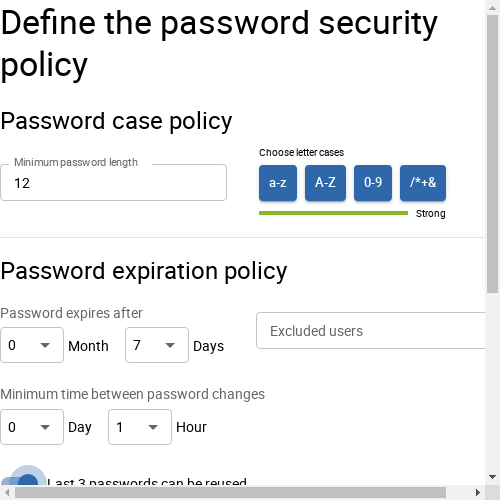 Define the password security
policy
Password case policy
Minimum password length
12
Choose letter cases
a-z A-Z 0-9 /*+&
Strong
Password expiration policy
Password expires after
0 Month 7 Days
Excluded users
Minimum time between password changes
0 Day 1 Hour
Last 3 passwords can be reused